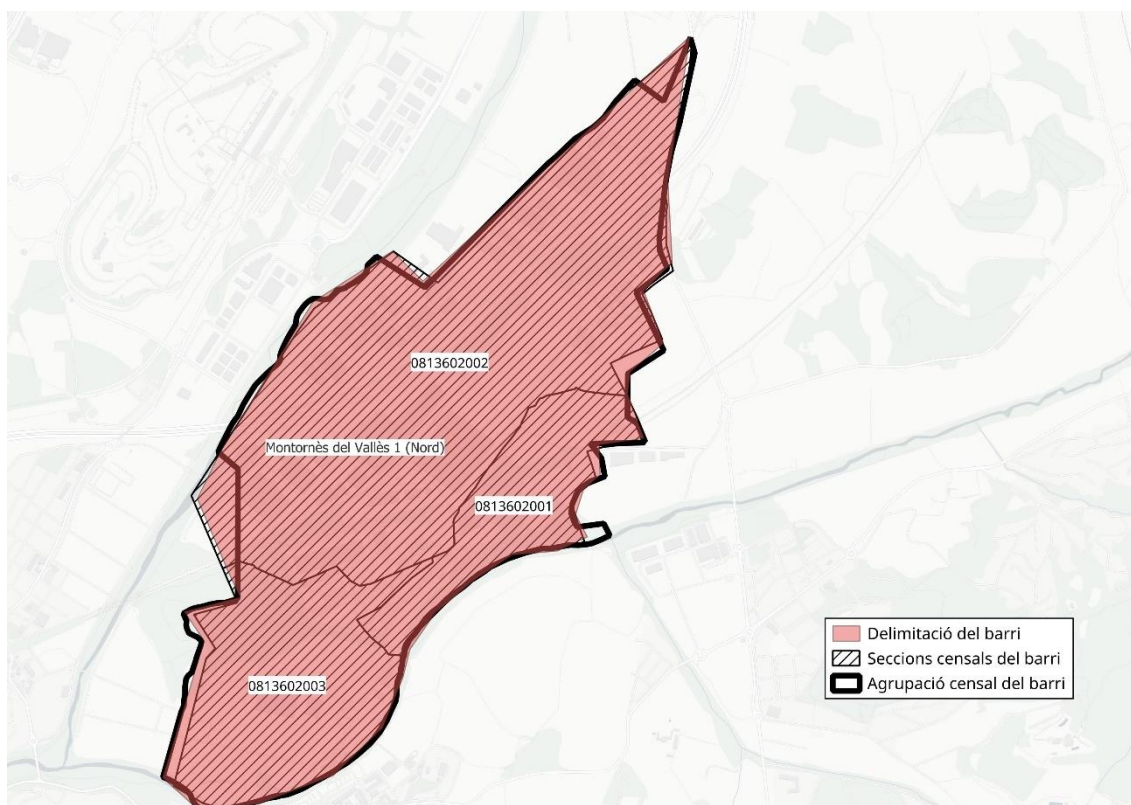 0813602002
Montornès del Vallès 1 (Nord)
0813602001
0813602003
Delimitació del barri
Seccions censals del barri
Agrupació censal del barri